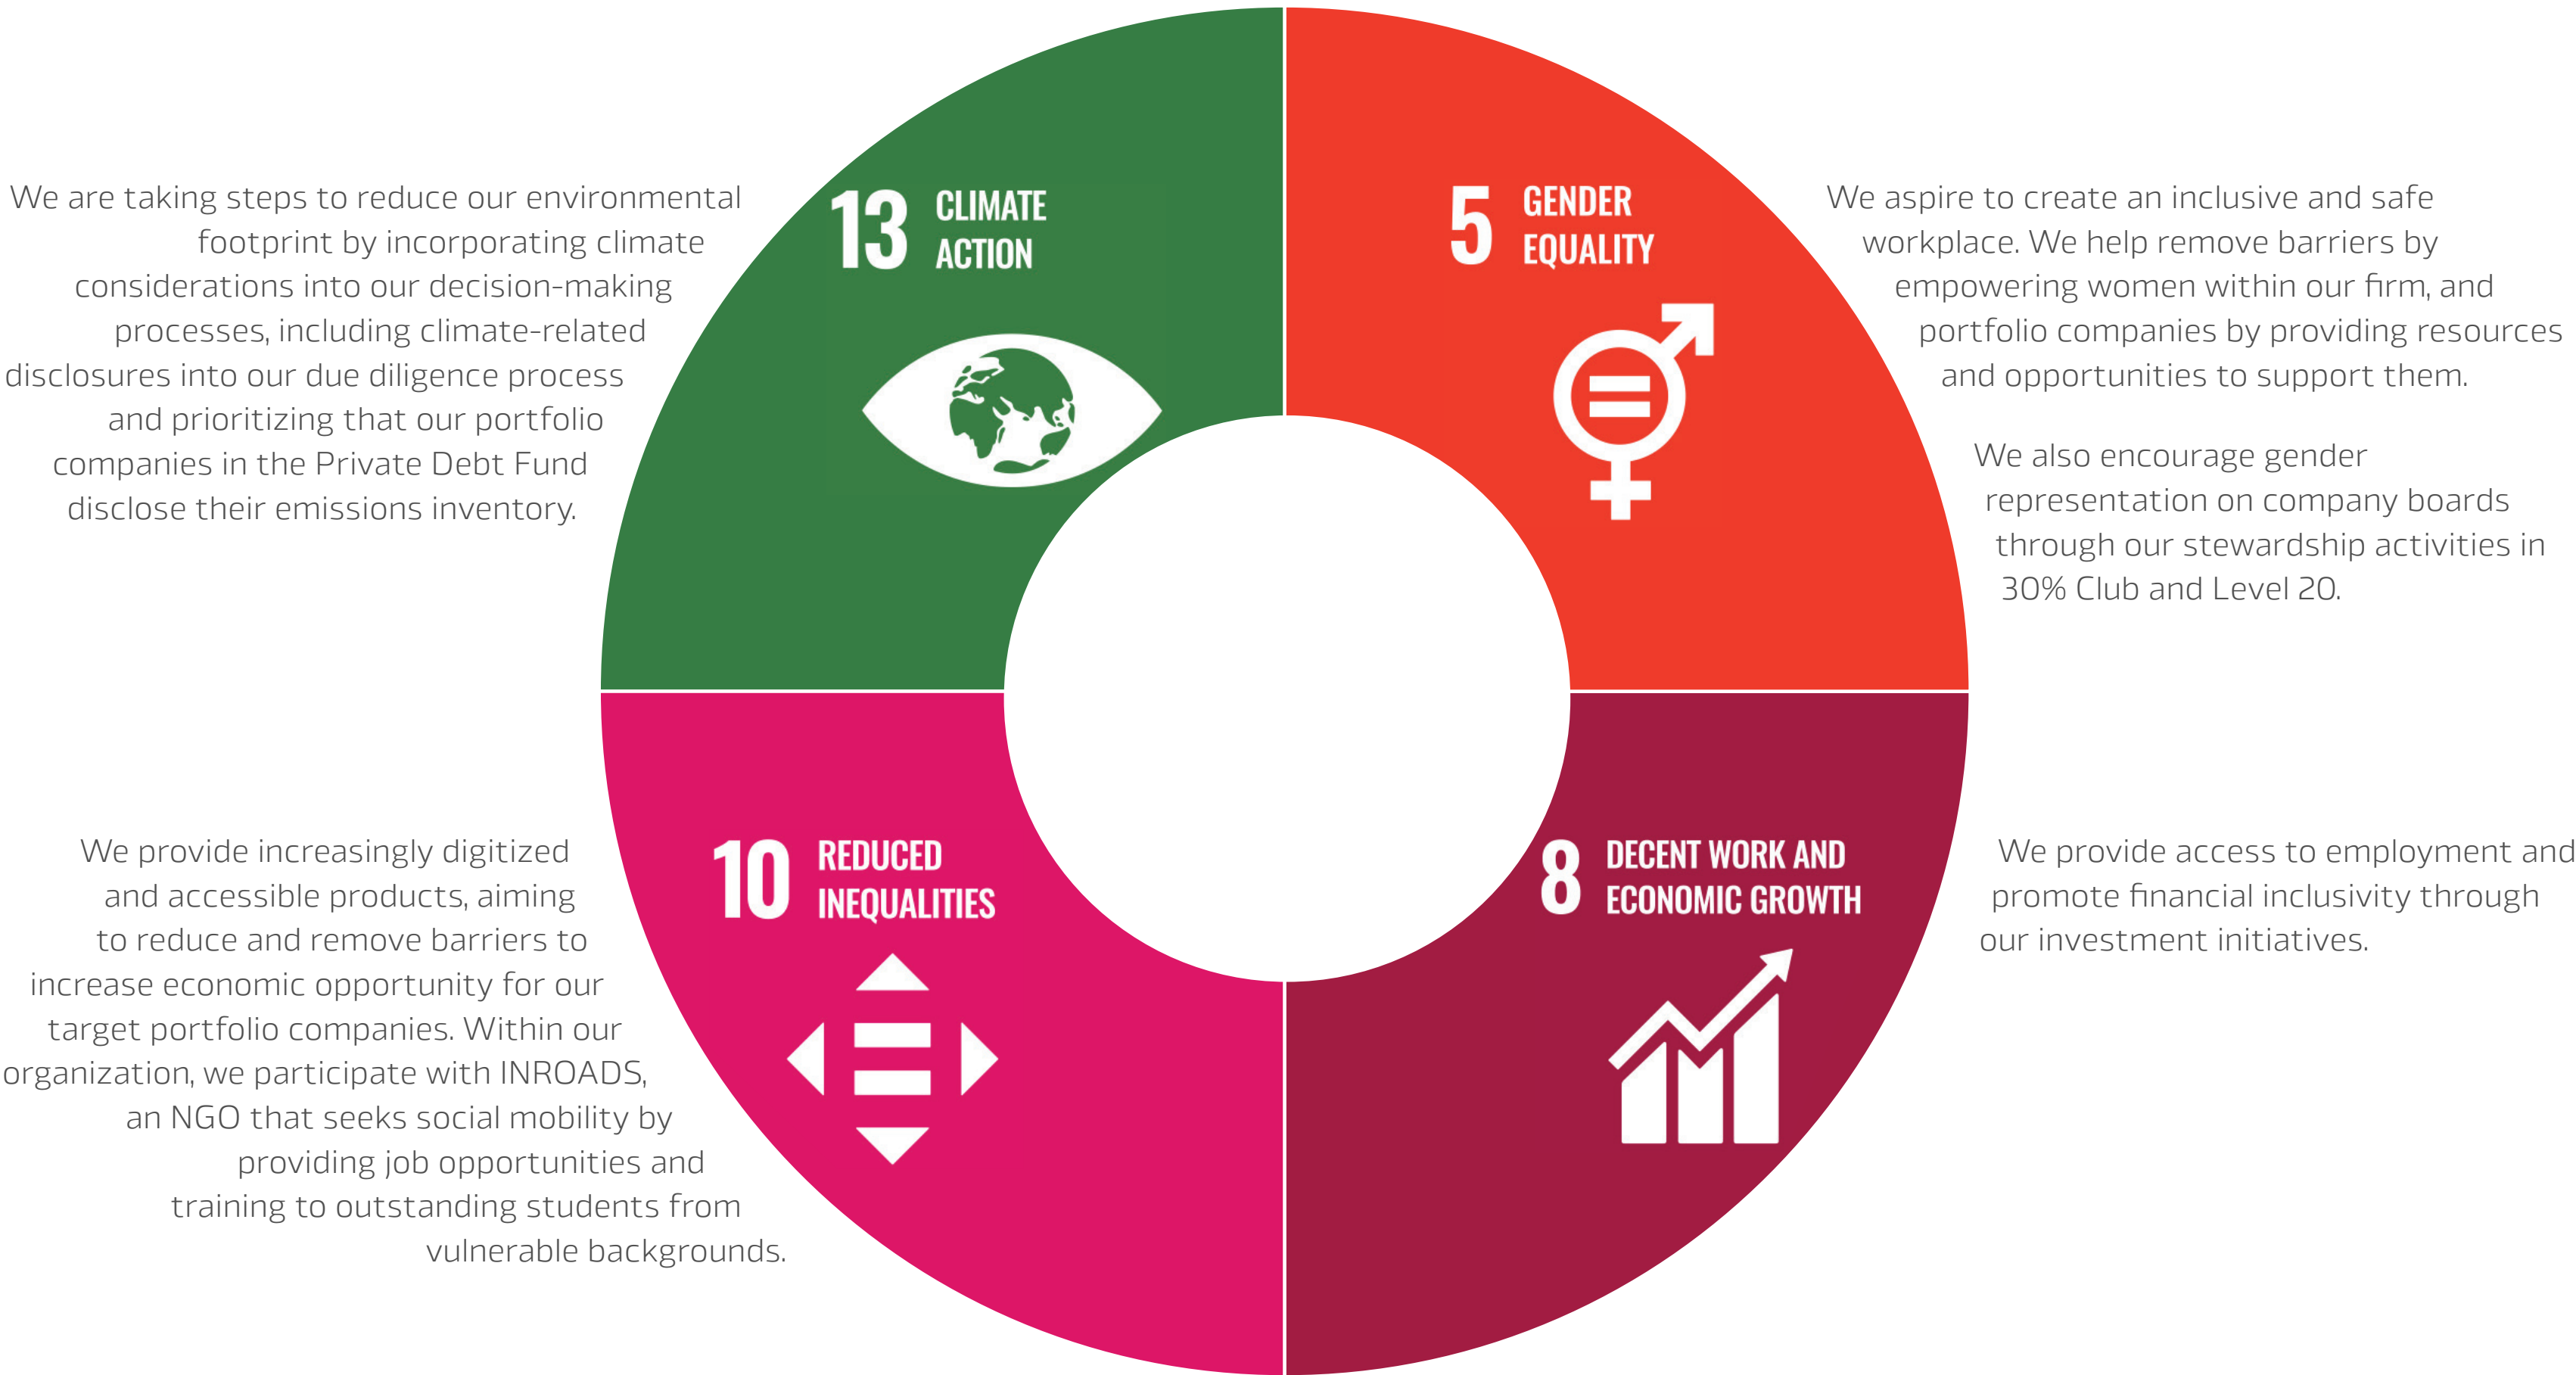 We are taking steps to reduce our environmental
footprint by incorporating climate
considerations into our decision-making
processes, including climate-related
disclosures into our due diligence process
and prioritizing that our portfolio
companies in the Private Debt Fund
disclose their emissions inventory.
13 CLIMATE
ACTION
5 GENDER
EQUALITY
We aspire to create an inclusive and safe
workplace. We help remove barriers by
empowering women within our firm, and
portfolio companies by providing resources
and opportunities to support them.
We also encourage gender
representation on company boards
through our stewardship activities in
30% Club and Level 20.
We provide increasingly digitized
and accessible products, aiming
to reduce and remove barriers to
increase economic opportunity for our
target portfolio companies. Within our
organization, we participate with INROADS,
an NGO that seeks social mobility by
providing job opportunities and
training to outstanding students from
vulnerable backgrounds.
10 REDUCED
INEQUALITIES
8 DECENT WORK AND
ECONOMIC GROWTH
We provide access to employment and
promote financial inclusivity through
our investment initiatives.